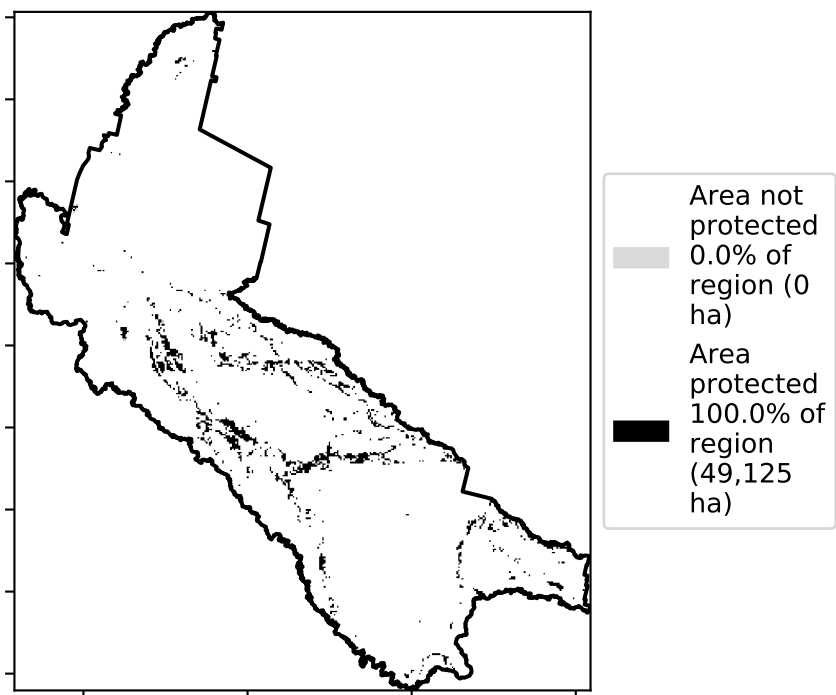 Area not
protected
0.0% of
region (0
ha)
Area
protected
100.0% of
region
(49,125
ha)